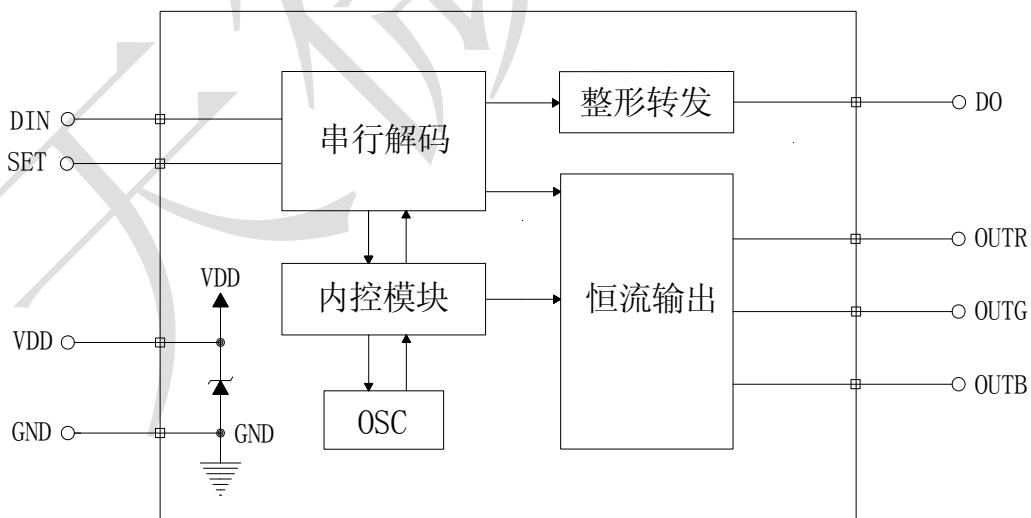 DIN
SET
串行解码
整形转发
DO
VDD
内控模块
恒流输出
OUTR
OUTG
OUTB
VDD
GND
GND
OSC